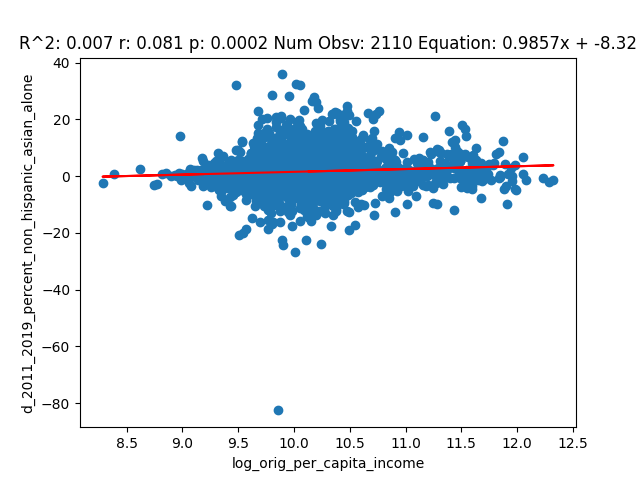 R^2: 0.007 r: 0.081 p: 0.0002 Num Obsv: 2110 Equation: 0.9857x + -8.32
40
20
0
−20
−40
−60
−80
d_2011_2019_percent_non_hispanic_asian_alone
8.5 9.0 9.5 10.0 10.5 11.0 11.5 12.0 12.5
log_orig_per_capita_income